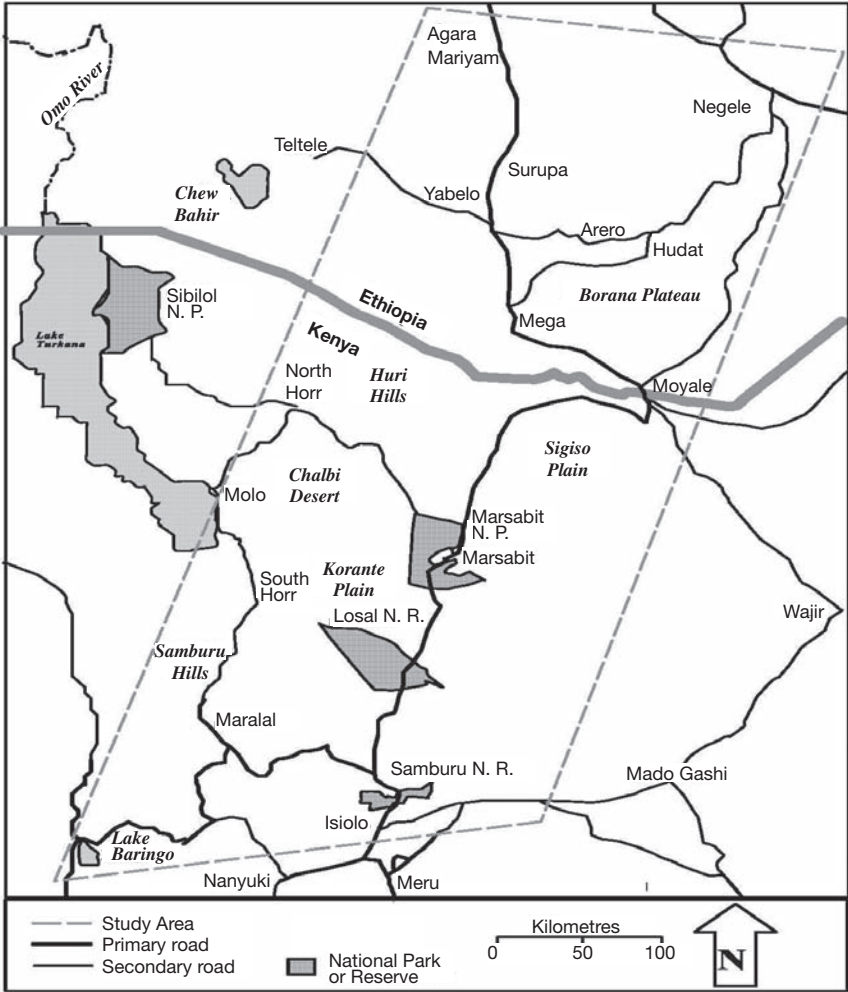 Agara
Mariyam
Omo River
Negele
Teltele
Surupa
Chew
Bahir
Yabelo
Arero
Hudat
Sibilol
N. P.
Borana Plateau
Ethiopia
Mega
Lake
Turkana
Kenya
North
Horr
Huri
Hills
Moyale
Sigiso
Plain
Chalbi
Desert
Molo
Marsabit
N. P.
Marsabit
South
Horr
Korante
Plain
Losal N. R.
Wajir
Samburu
Hills
Maralal
Samburu N. R.
Mado Gashi
Isiolo
Lake
Baringo
Nanyuki
Meru
Study Area
Primary road
Secondary road
National Park
or Reserve
Kilometres
0 50 100
N